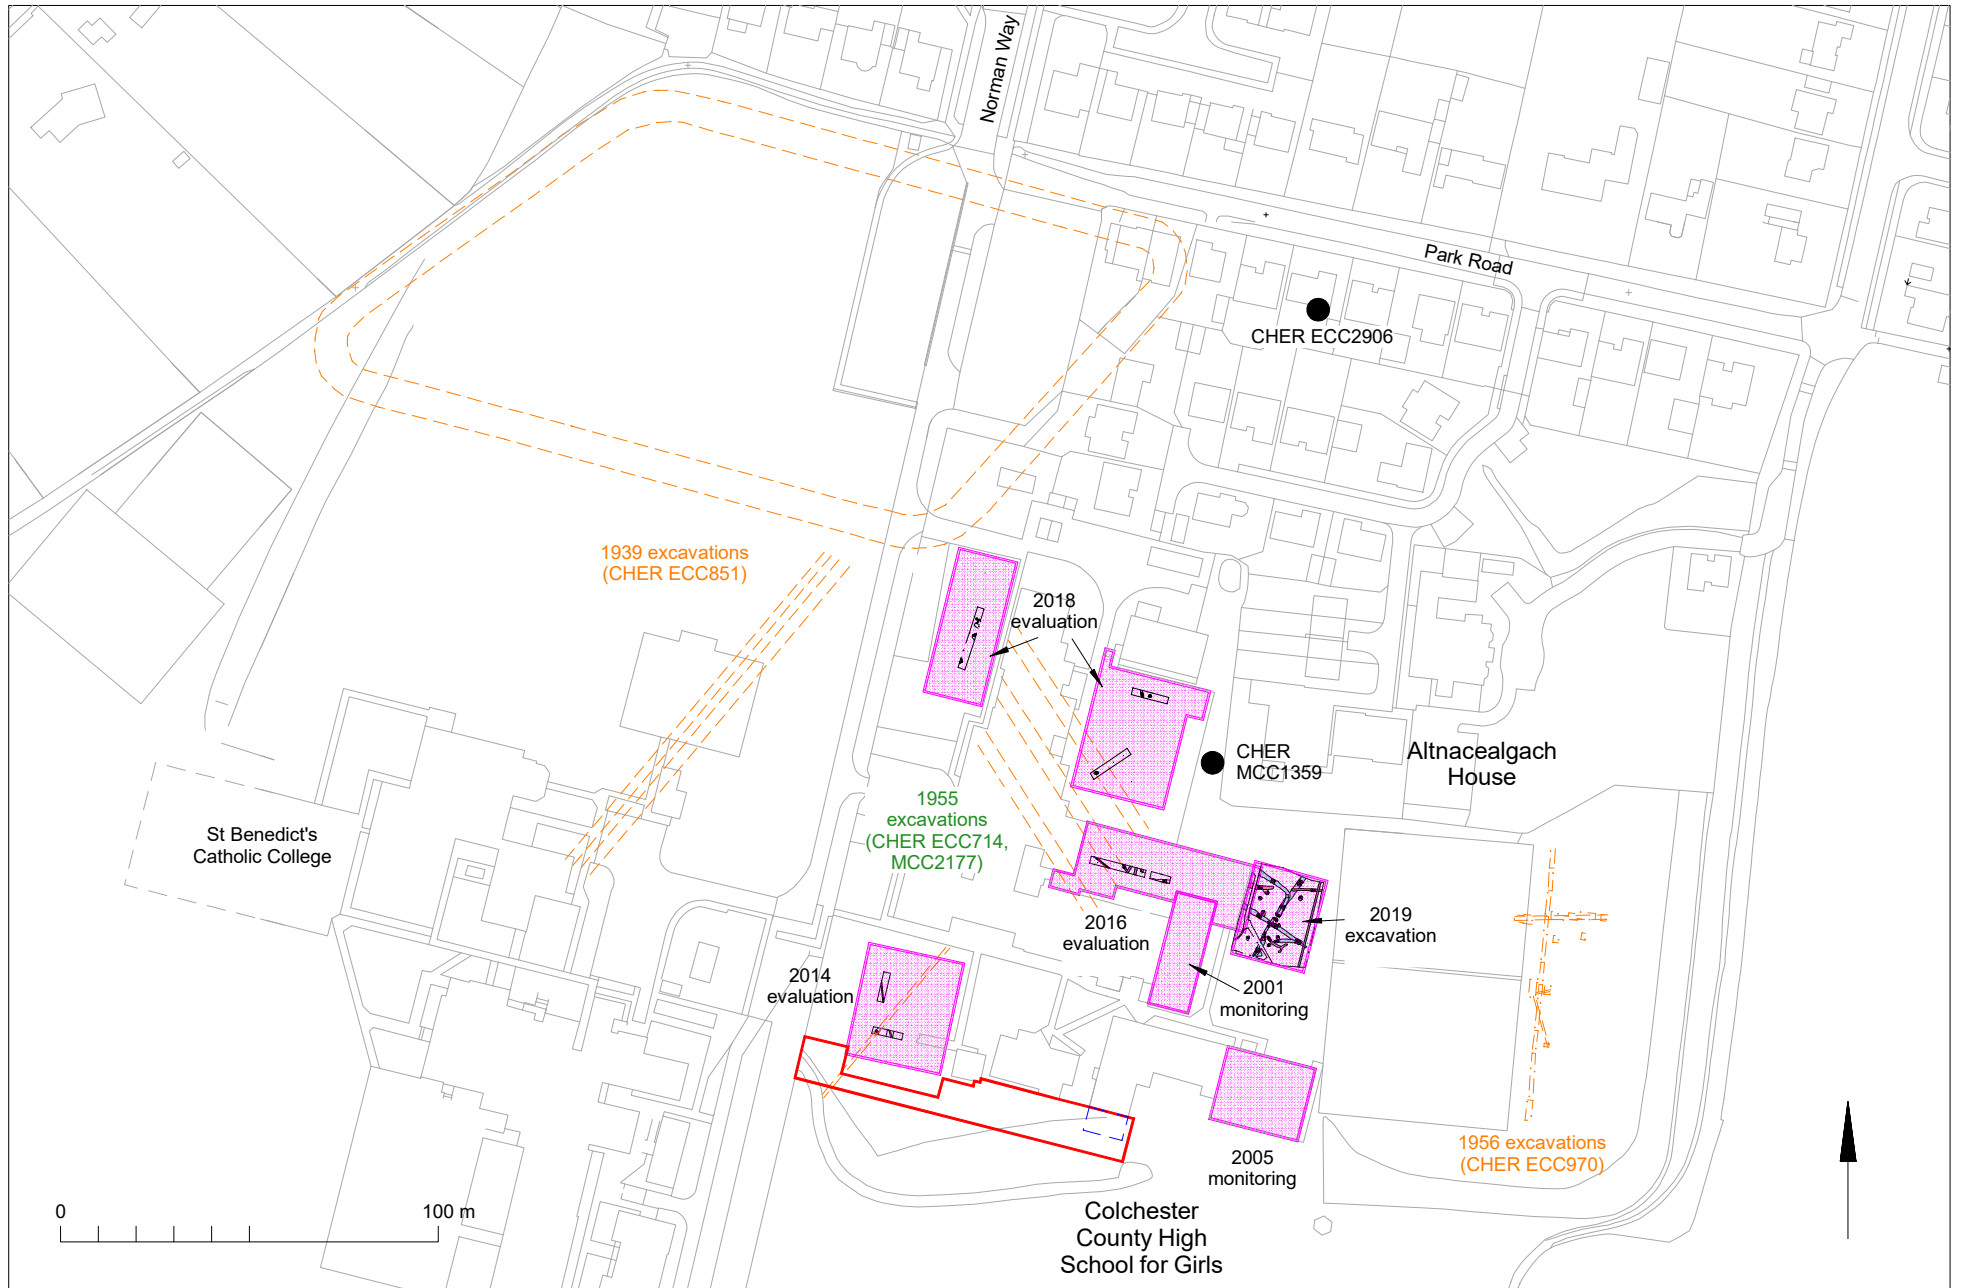 Norman Way
Park Road
CHER ECC2906
1939 excavations
(CHER ECC851)
2018
evaluation
CHER
MCC1359
Altnacealgach
House
1955
excavations
(CHER ECC714,
MCC2177)
St Benedict's
Catholic College
2019
excavation
2016
evaluation
2014
evaluation
2001
monitoring
1956 excavations
(CHER ECC970)
2005
monitoring
0
100 m
Colchester
County High
School for Girls